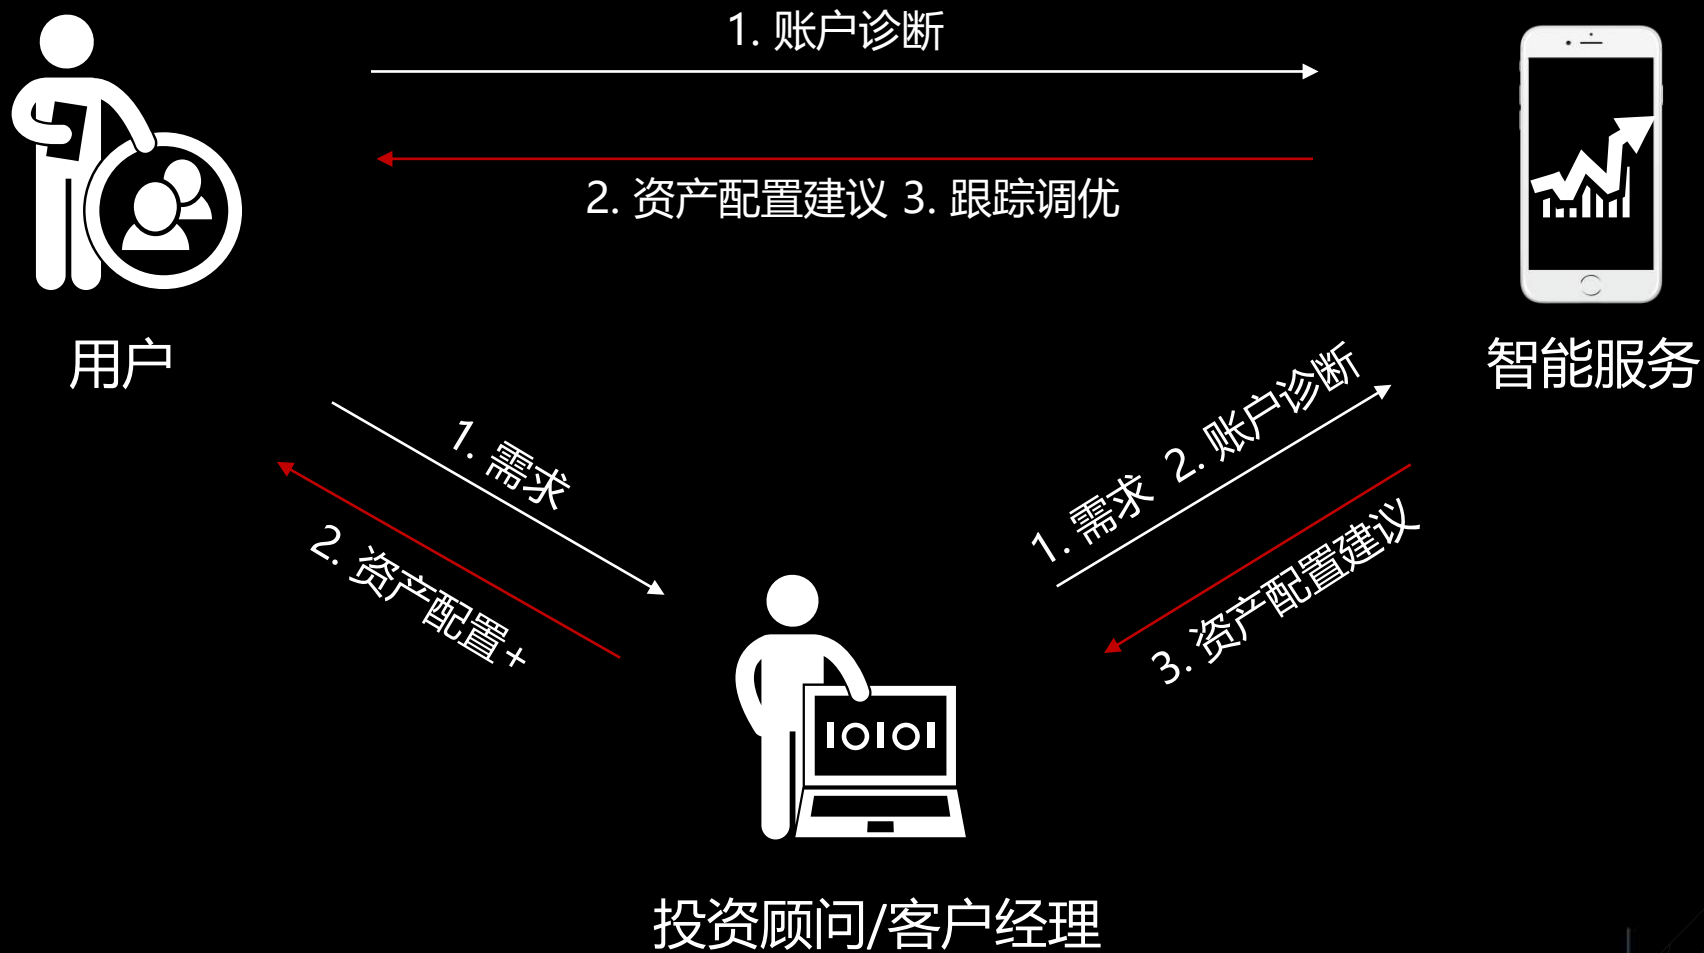 1. 账户诊断
2. 资产配置建议 3. 跟踪调优
用户
智能服务
1. 需求
2. 资产配置+
1. 需求 2. 账户诊断
3. 资产配置建议
10101
投资顾问/客户经理